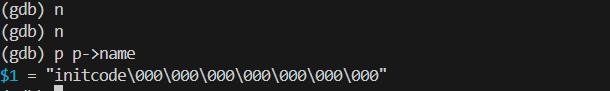 (gdb) n
(gdb) n
(gdb) p p->name
$1 = "initcode\000\000\000\000\000\000\000"